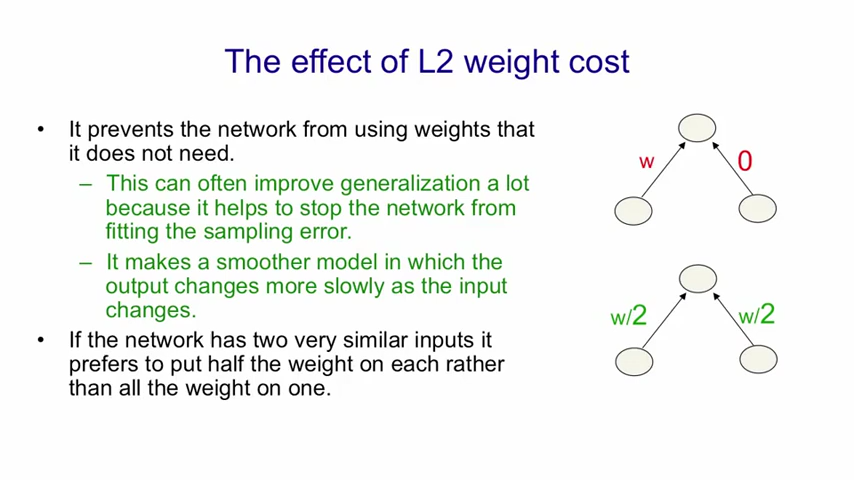 The effect of L2 weight cost
• It prevents the network from using weights that
it does not need.
– This can often improve generalization a lot
because it helps to stop the network from
fitting the sampling error.
– It makes a smoother model in which the
output changes more slowly as the input
changes.
• If the network has two very similar inputs it
prefers to put half the weight on each rather
than all the weight on one.
w 0
w/2 w/2